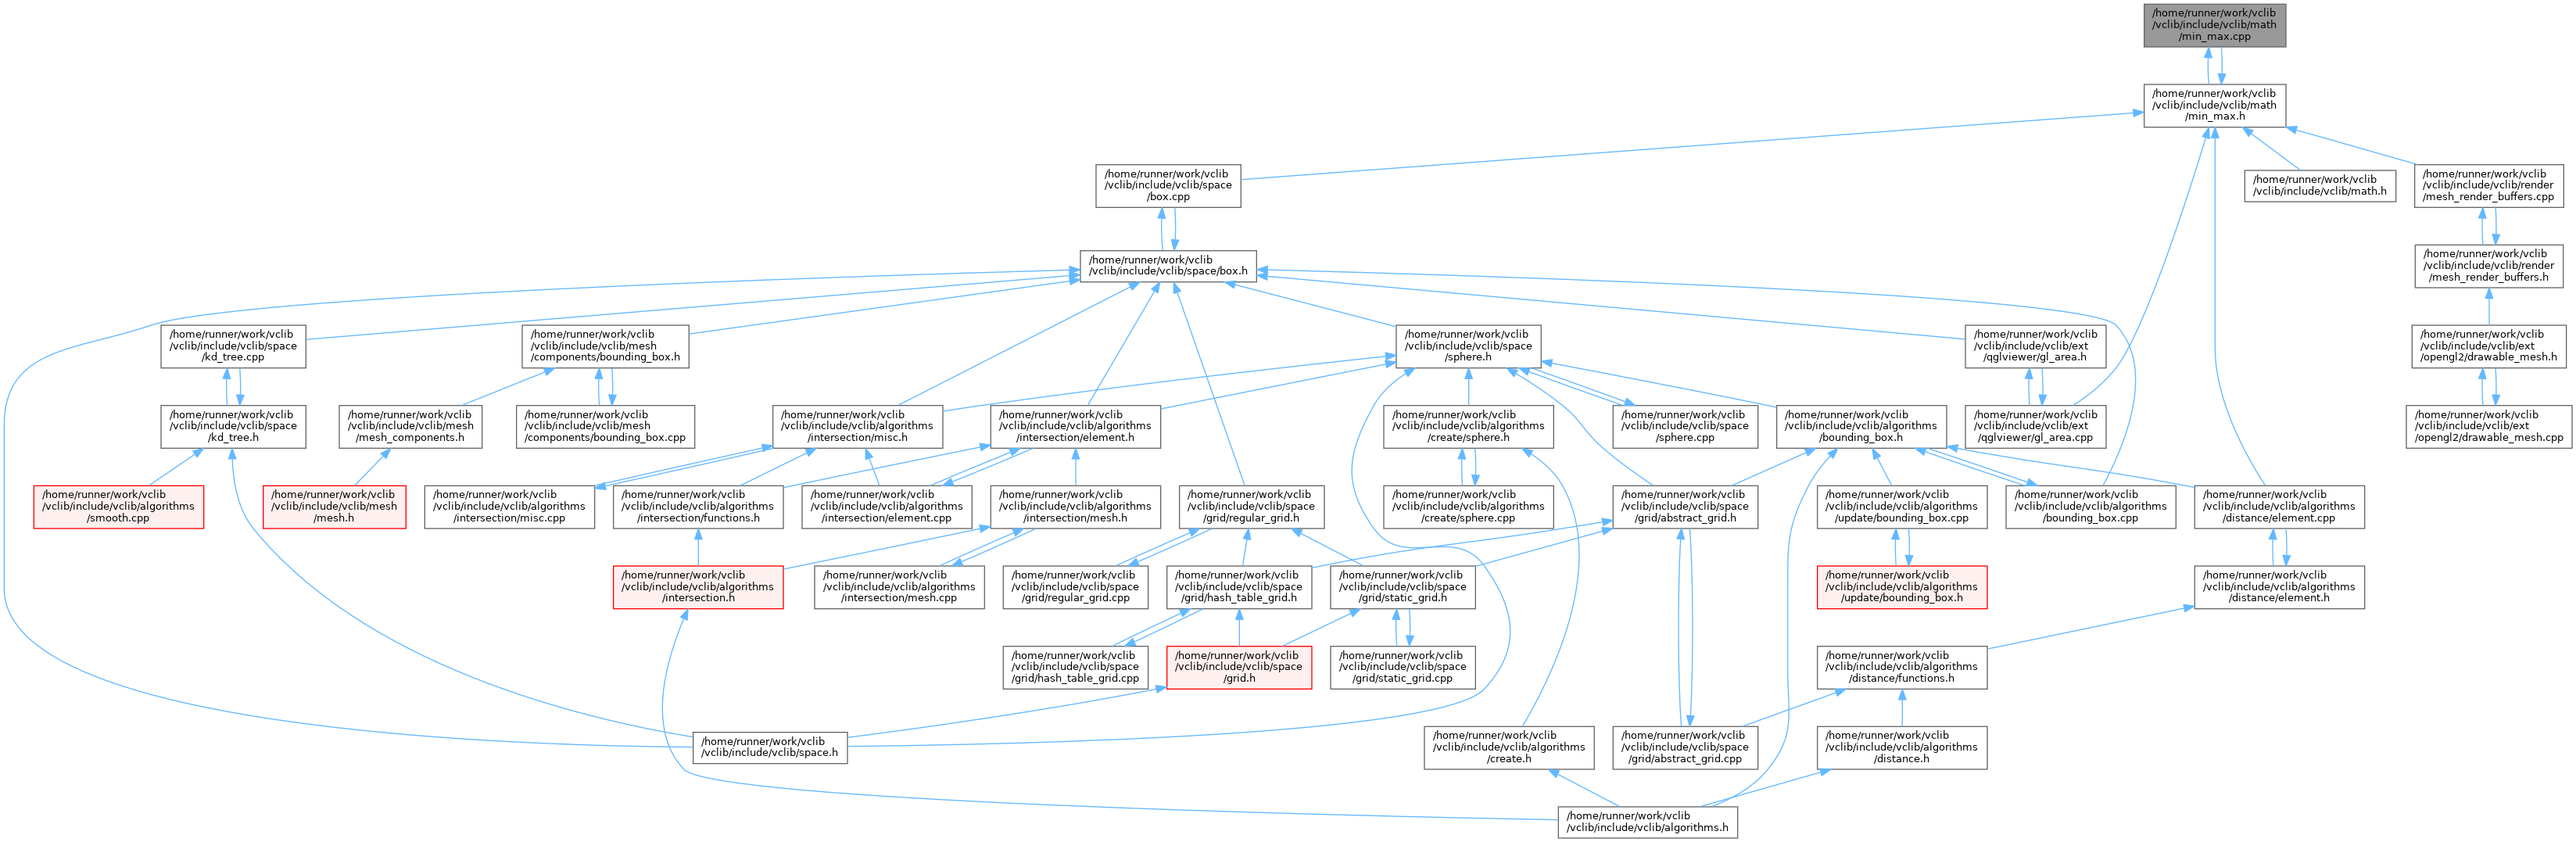 /home/runner/work/vclib
/vclib/include/vclib/math
/min_max.cpp
/home/runner/work/vclib
/vclib/include/vclib/math
/min_max.h
/home/runner/work/vclib
/vclib/include/vclib/space
/box.cpp
/home/runner/work/vclib
/vclib/include/vclib/math.h
/home/runner/work/vclib
/vclib/include/vclib/render
/mesh_render_buffers.cpp
/home/runner/work/vclib
/vclib/include/vclib/space/box.h
/home/runner/work/vclib
/vclib/include/vclib/render
/mesh_render_buffers.h
/home/runner/work/vclib
/vclib/include/vclib/space
/kd_tree.cpp
/home/runner/work/vclib
/vclib/include/vclib/mesh
/components/bounding_box.h
/home/runner/work/vclib
/vclib/include/vclib/space
/sphere.h
/home/runner/work/vclib
/vclib/include/vclib/ext
/qglviewer/gl_area.h
/home/runner/work/vclib
/vclib/include/vclib/ext
/opengl2/drawable_mesh.h
/home/runner/work/vclib
/vclib/include/vclib/space
/kd_tree.h
/home/runner/work/vclib
/vclib/include/vclib/mesh
/mesh_components.h
/home/runner/work/vclib
/vclib/include/vclib/mesh
/components/bounding_box.cpp
/home/runner/work/vclib
/vclib/include/vclib/algorithms
/intersection/misc.h
/home/runner/work/vclib
/vclib/include/vclib/algorithms
/intersection/element.h
/home/runner/work/vclib
/vclib/include/vclib/algorithms
/create/sphere.h
/home/runner/work/vclib
/vclib/include/vclib/space
/sphere.cpp
/home/runner/work/vclib
/vclib/include/vclib/algorithms
/bounding_box.h
/home/runner/work/vclib
/vclib/include/vclib/ext
/qglviewer/gl_area.cpp
/home/runner/work/vclib
/vclib/include/vclib/ext
/opengl2/drawable_mesh.cpp
/home/runner/work/vclib
/vclib/include/vclib/algorithms
/smooth.cpp
/home/runner/work/vclib
/vclib/include/vclib/mesh
/mesh.h
/home/runner/work/vclib
/vclib/include/vclib/algorithms
/intersection/misc.cpp
/home/runner/work/vclib
/vclib/include/vclib/algorithms
/intersection/functions.h
/home/runner/work/vclib
/vclib/include/vclib/algorithms
/intersection/element.cpp
/home/runner/work/vclib
/vclib/include/vclib/algorithms
/intersection/mesh.h
/home/runner/work/vclib
/vclib/include/vclib/space
/grid/regular_grid.h
/home/runner/work/vclib
/vclib/include/vclib/algorithms
/create/sphere.cpp
/home/runner/work/vclib
/vclib/include/vclib/space
/grid/abstract_grid.h
/home/runner/work/vclib
/vclib/include/vclib/algorithms
/update/bounding_box.cpp
/home/runner/work/vclib
/vclib/include/vclib/algorithms
/bounding_box.cpp
/home/runner/work/vclib
/vclib/include/vclib/algorithms
/distance/element.cpp
/home/runner/work/vclib
/vclib/include/vclib/algorithms
/intersection.h
/home/runner/work/vclib
/vclib/include/vclib/algorithms
/intersection/mesh.cpp
/home/runner/work/vclib
/vclib/include/vclib/space
/grid/regular_grid.cpp
/home/runner/work/vclib
/vclib/include/vclib/space
/grid/hash_table_grid.h
/home/runner/work/vclib
/vclib/include/vclib/space
/grid/static_grid.h
/home/runner/work/vclib
/vclib/include/vclib/algorithms
/update/bounding_box.h
/home/runner/work/vclib
/vclib/include/vclib/algorithms
/distance/element.h
/home/runner/work/vclib
/vclib/include/vclib/space
/grid/hash_table_grid.cpp
/home/runner/work/vclib
/vclib/include/vclib/space
/grid.h
/home/runner/work/vclib
/vclib/include/vclib/space
/grid/static_grid.cpp
/home/runner/work/vclib
/vclib/include/vclib/algorithms
/distance/functions.h
/home/runner/work/vclib
/vclib/include/vclib/space.h
/home/runner/work/vclib
/vclib/include/vclib/algorithms
/create.h
/home/runner/work/vclib
/vclib/include/vclib/space
/grid/abstract_grid.cpp
/home/runner/work/vclib
/vclib/include/vclib/algorithms
/distance.h
/home/runner/work/vclib
/vclib/include/vclib/algorithms.h